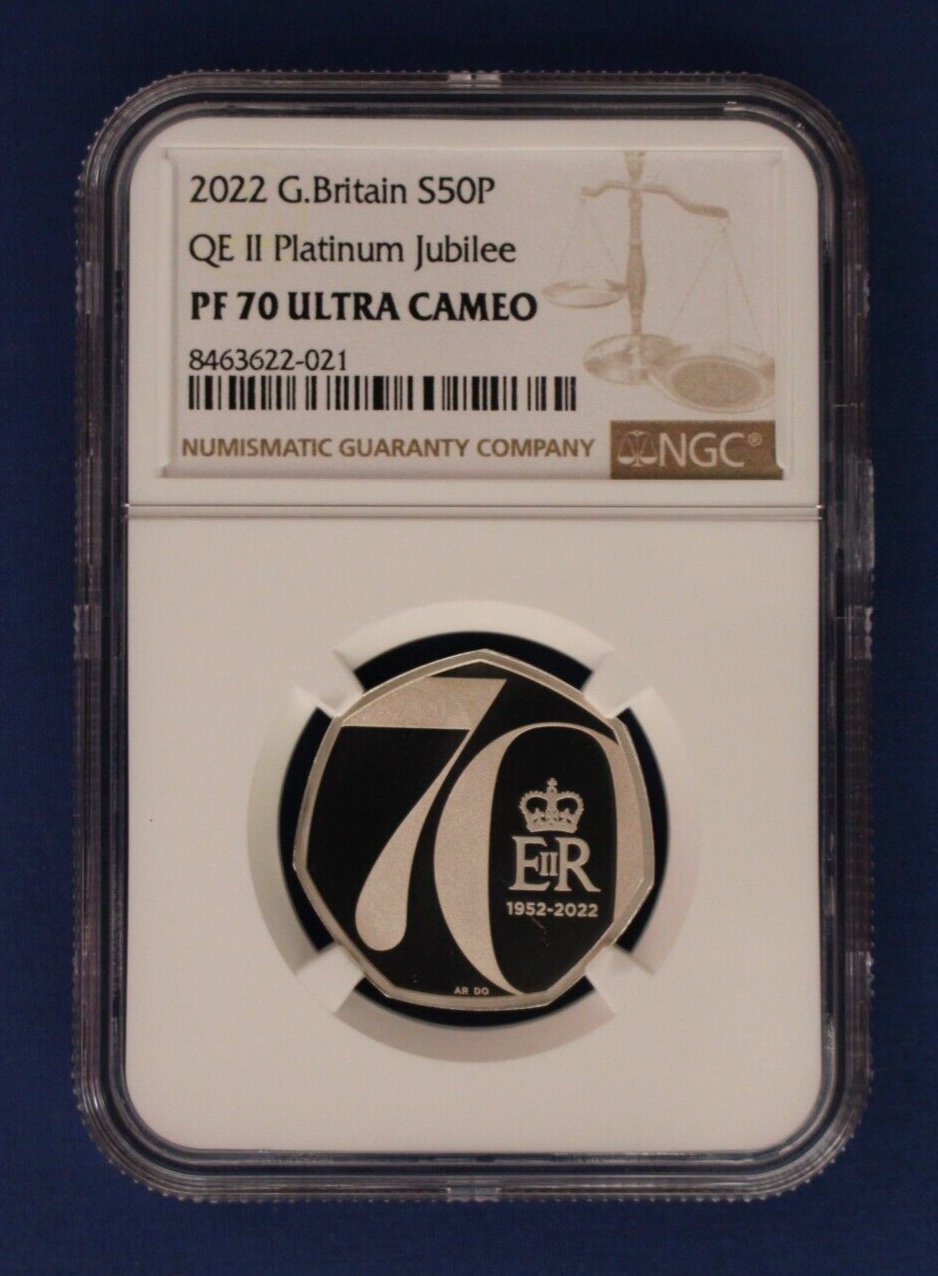 2022 G.Britain S50P
QE II Platinum Jubilee
PF 70 ULTRA CAMEO
8463622-021
NUMISMATIC GUARANTY COMPANY
NGC®
70
EIIR
1952-2022
AR DO